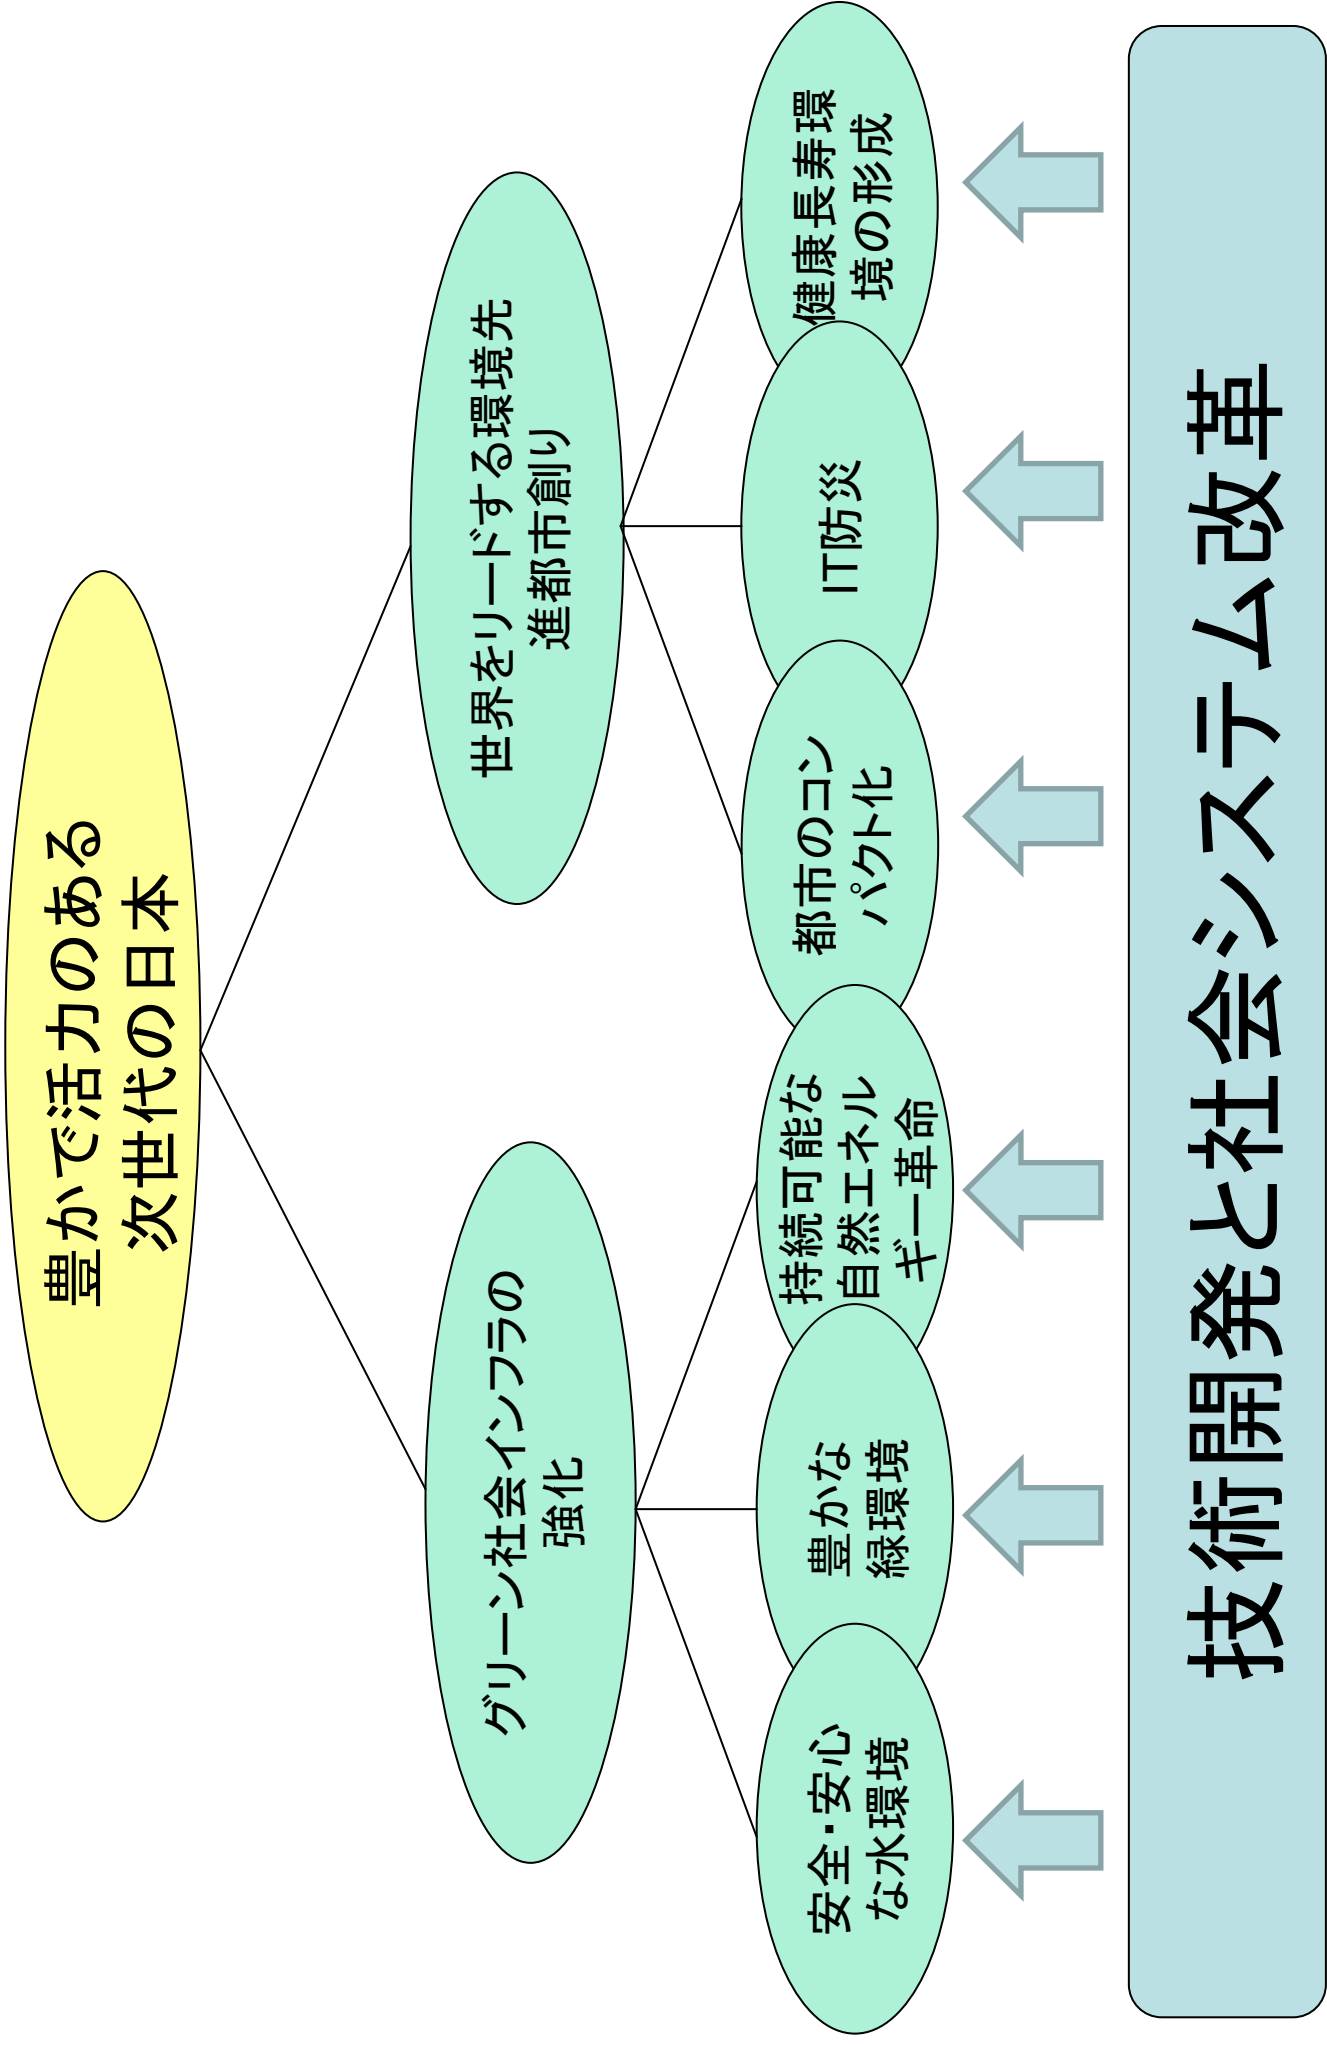 豊かで活力のある
次世代の日本
グリーン社会インフラの
強化
世界をリードする環境先
進都市創り
安全・安心
な水環境
豊かな
緑環境
持続可能な
自然エネル
ギー革命
都市のコン
パクト化
IT防災
健康長寿環
境の形成
技術開発と社会システム改革